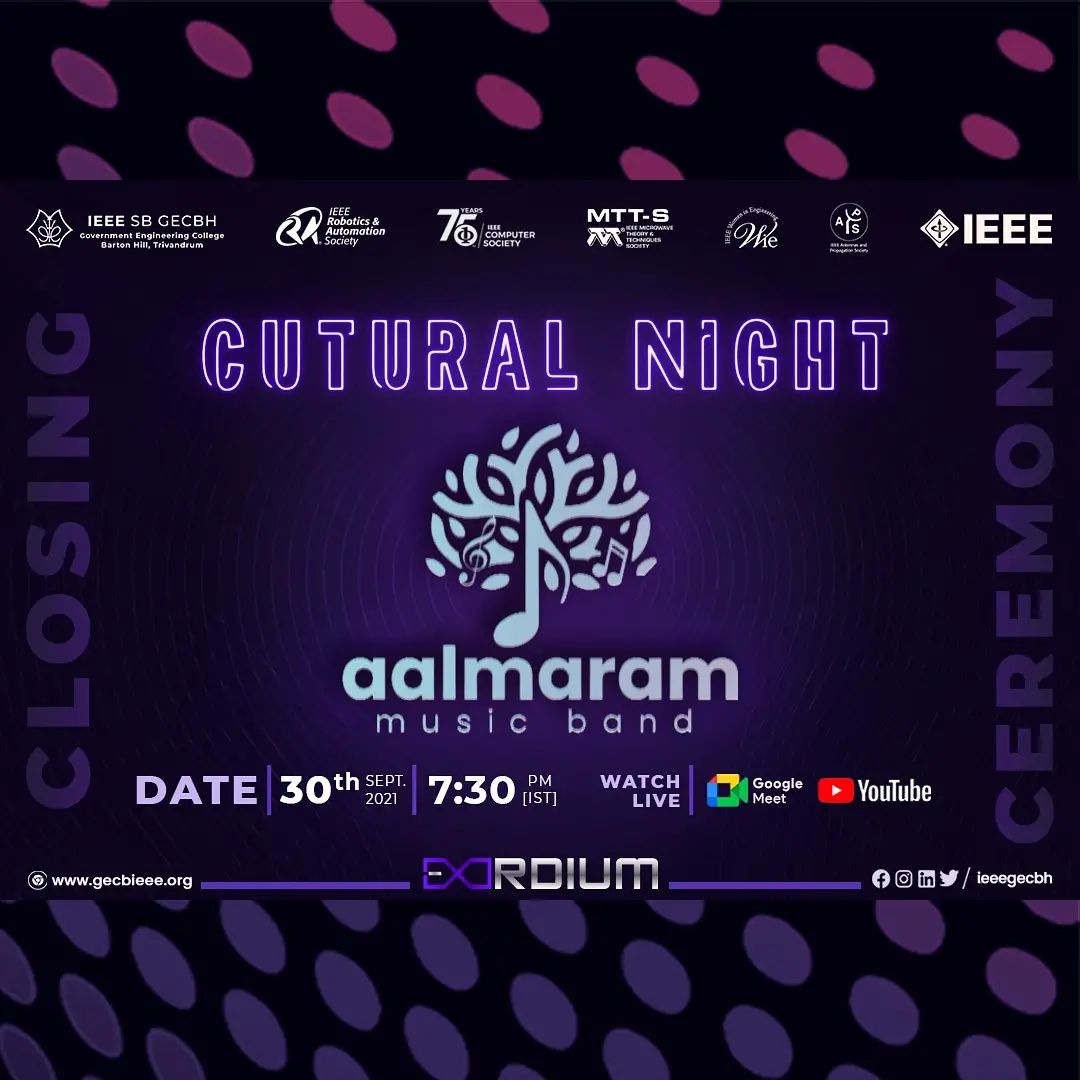 IEEE SB GECBH
Government Engineering College
Barton Hill, Trivandrum
IEEE
Robotics &
Automation
Society
75 YEARS
IEEE
COMPUTER
SOCIETY
MTT-S
IEEE MICROWAVE
THEORY &
TECHNIQUES
SOCIETY
IEEE Women in Engineering
WIE
APS
IEEE Antennas and
Propagation Society
IEEE
CLOSING
CUTURAL NIGHT
CEREMONY
aalmaram
music band
DATE
30th SEPT.
2021
7:30 PM
[IST]
WATCH
LIVE
Google
Meet
YouTube
www.gecbieee.org
EXORDIUM
/ ieeegecbh